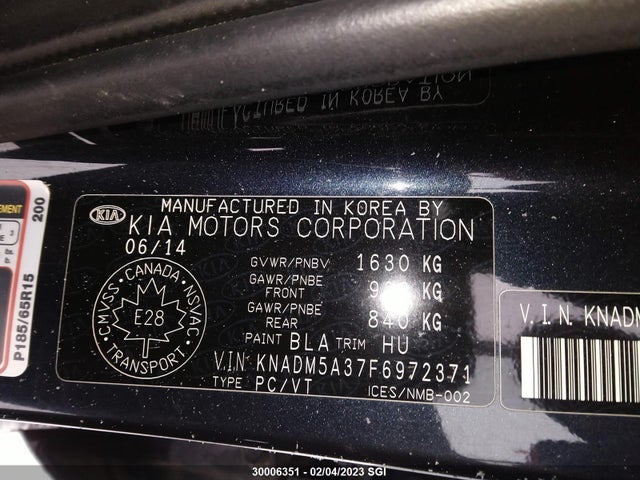 MANUFACTURED IN KOREA BY
KIA
KIA MOTORS CORPORATION
06/14
GVWR/PNBV 1630 KG
GAWR/PNBE
FRONT KG
GAWR/PNBE
REAR 840 KG
PAINT BLA TRIM HU
V.I.N KNADM5A37F6972371
TYPE PC/VT
ICES/NMB-002
CANADA
CMVSS NSVAC
E28
TRANSPORT
P185/65R15
200
V.I.N. KNADM
30006351 - 02/04/2023 SGI